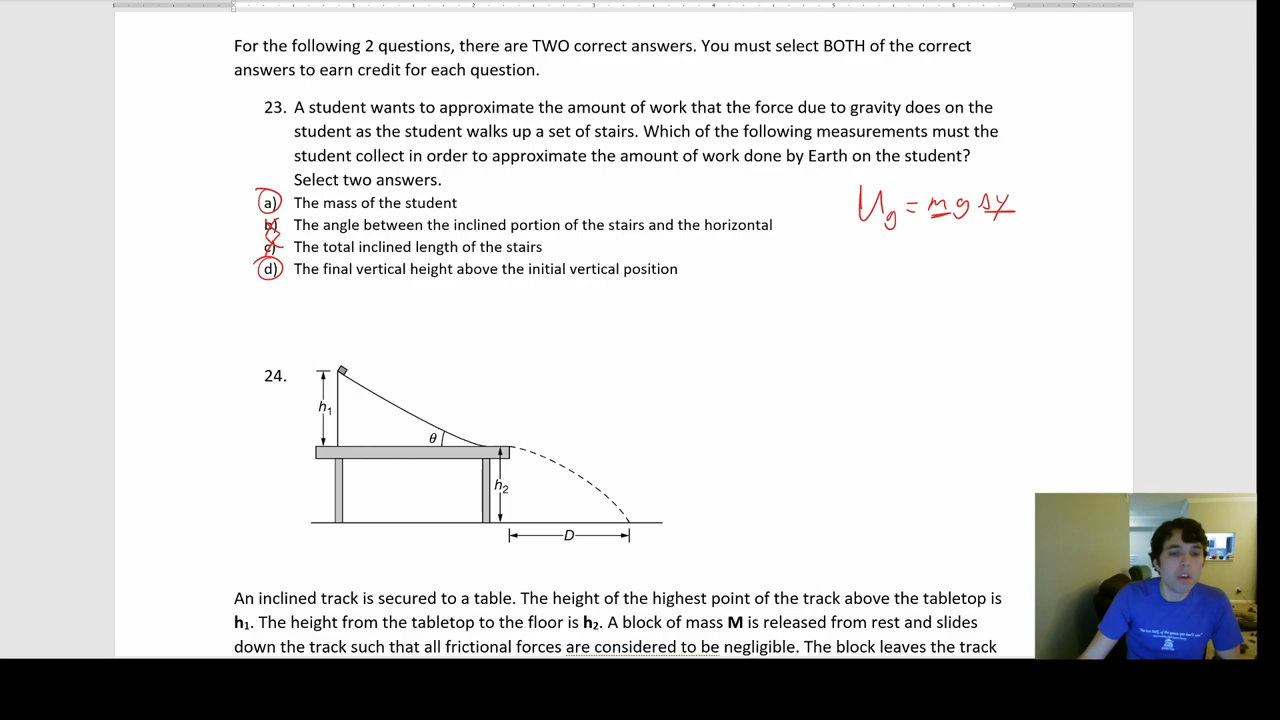 For the following 2 questions, there are TWO correct answers. You must select BOTH of the correct
answers to earn credit for each question.
23. A student wants to approximate the amount of work that the force due to gravity does on the
student as the student walks up a set of stairs. Which of the following measurements must the
student collect in order to approximate the amount of work done by Earth on the student?
Select two answers.
a) The mass of the student
b) The angle between the inclined portion of the stairs and the horizontal
c) The total inclined length of the stairs
d) The final vertical height above the initial vertical position
Ug = mg Δy
24.
h1
θ
h2
D
An inclined track is secured to a table. The height of the highest point of the track above the tabletop is
h1. The height from the tabletop to the floor is h2. A block of mass M is released from rest and slides
down the track such that all frictional forces are considered to be negligible. The block leaves the track